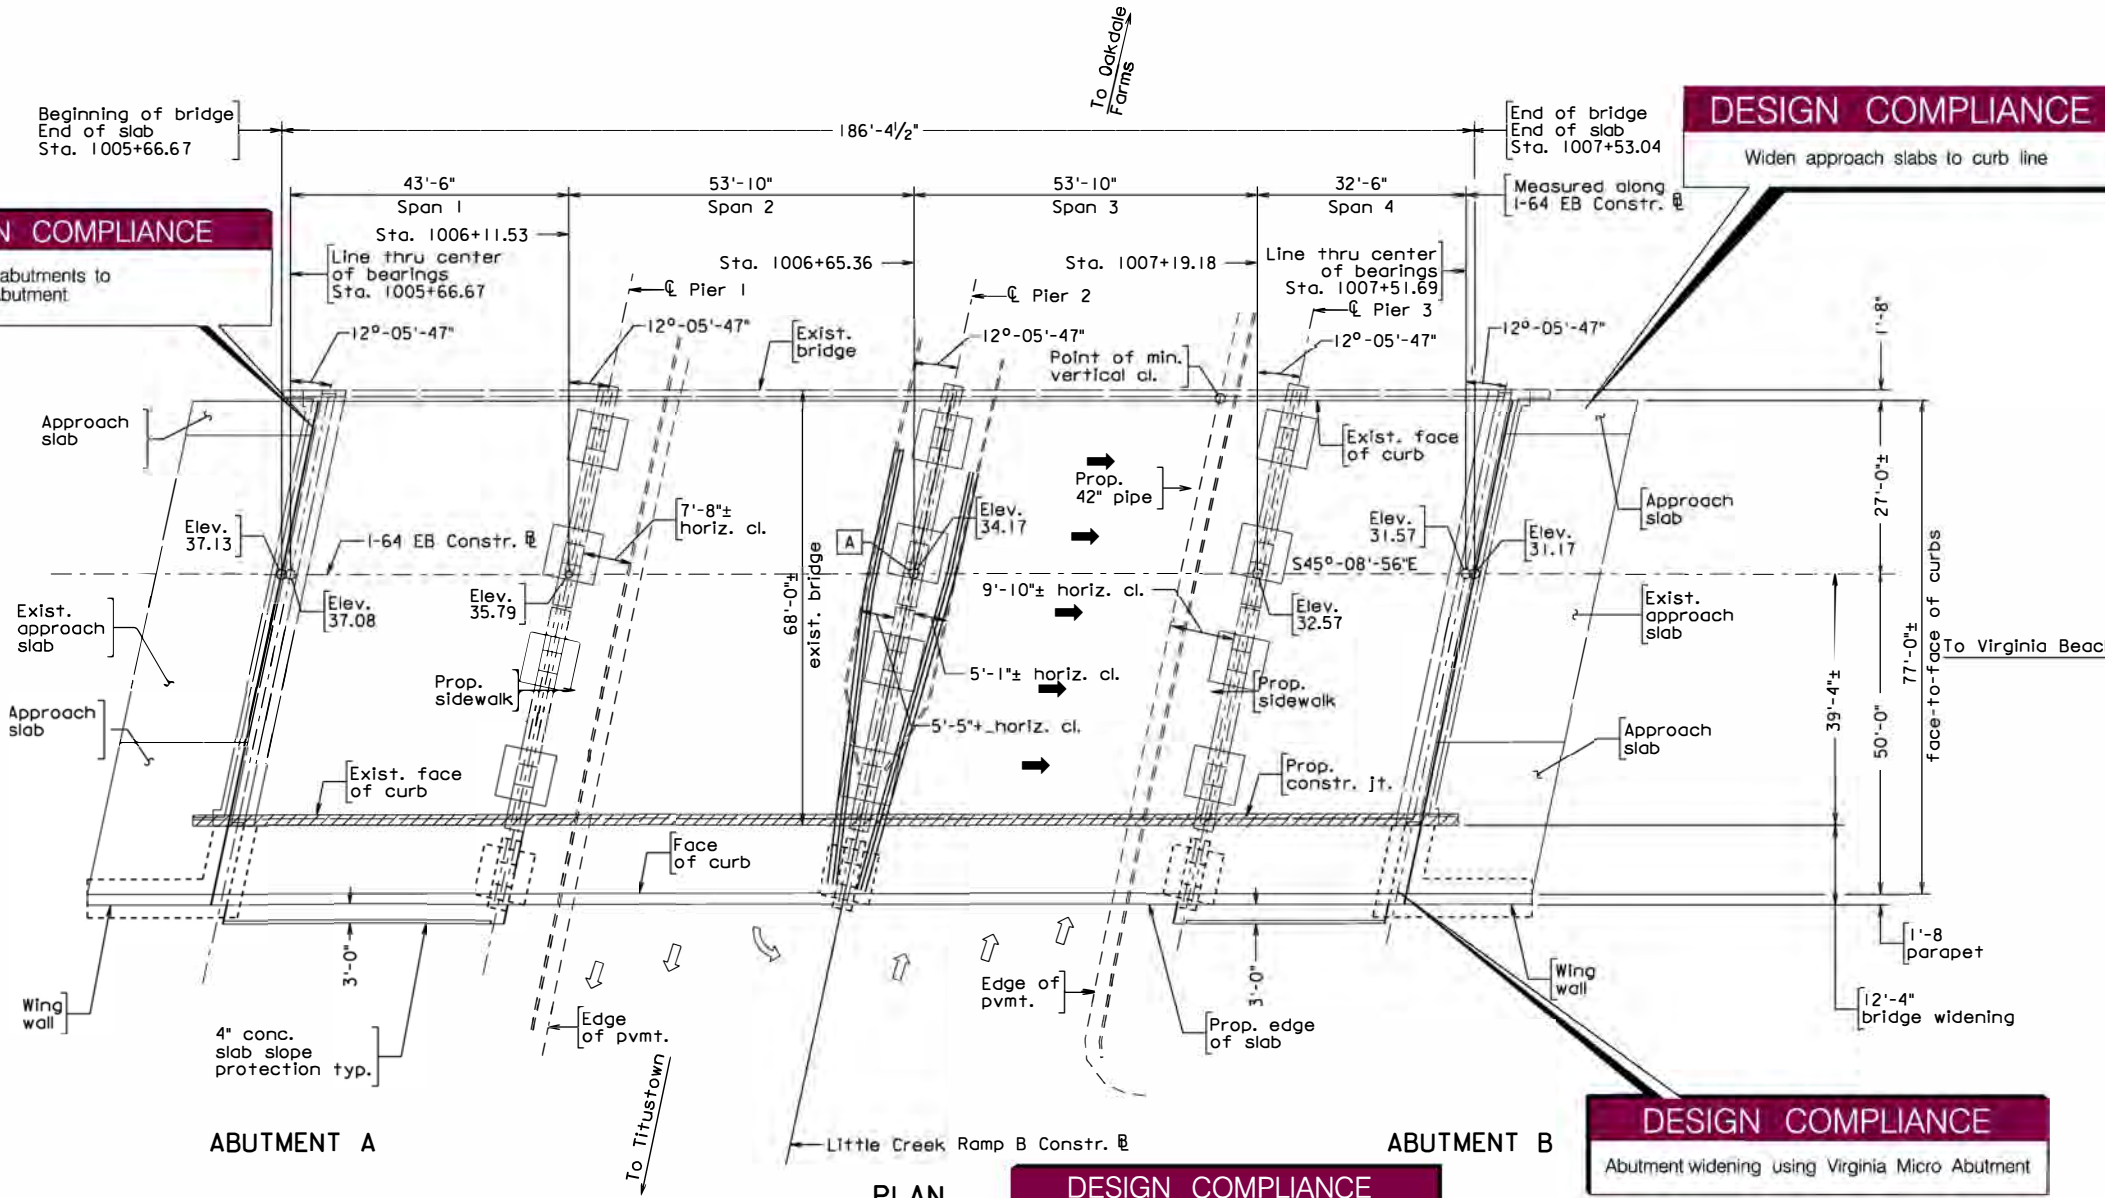 To Oakdale
Farms
Beginning of bridge
End of slab
Sta. 1005+66.67
186'-4½"
End of bridge
End of slab
Sta. 1007+53.04
DESIGN COMPLIANCE
Widen approach slabs to curb line
43'-6"
Span 1
53'-10"
Span 2
53'-10"
Span 3
32'-6"
Span 4
Measured along
I-64 EB Constr. ℄
N COMPLIANCE
abutments to
butment
Sta. 1006+11.53
Line thru center
of bearings
Sta. 1005+66.67
Sta. 1006+65.36
Sta. 1007+19.18
Line thru center
of bearings
Sta. 1007+51.69
℄ Pier 1
℄ Pier 2
℄ Pier 3
12°-05'-47"
12°-05'-47"
12°-05'-47"
12°-05'-47"
12°-05'-47"
Exist.
bridge
Point of min.
vertical cl.
1'-8"
Approach
slab
Exist. face
of curb
Prop.
42" pipe
Approach
slab
27'-0"±
7'-8"±
horiz. cl.
Elev.
37.13
I-64 EB Constr. ℄
A
Elev.
34.17
Elev.
31.57
Elev.
31.17
S45°-08'-56"E
Elev.
37.08
Elev.
35.79
9'-10"± horiz. cl.
Elev.
32.57
Exist.
approach
slab
68'-0"±
exist. bridge
Exist.
approach
slab
77'-0"±
face-to-face of curbs
To Virginia Beac
5'-1"± horiz. cl.
Prop.
sidewalk
Prop.
sidewalk
39'-4"±
50'-0"
Approach
slab
5'-5"± horiz. cl.
Approach
slab
Exist. face
of curb
Prop.
constr. jt.
Face
of curb
3'-0"
3'-0"
1'-8
parapet
Wing
wall
Edge of
pvmt.
Wing
wall
12'-4"
bridge widening
4" conc.
slab slope
protection typ.
Edge
of pvmt.
Prop. edge
of slab
To Titustown
ABUTMENT A
Little Creek Ramp B Constr. ℄
ABUTMENT B
DESIGN COMPLIANCE
Abutment widening using Virginia Micro Abutment
PLAN
DESIGN COMPLIANCE